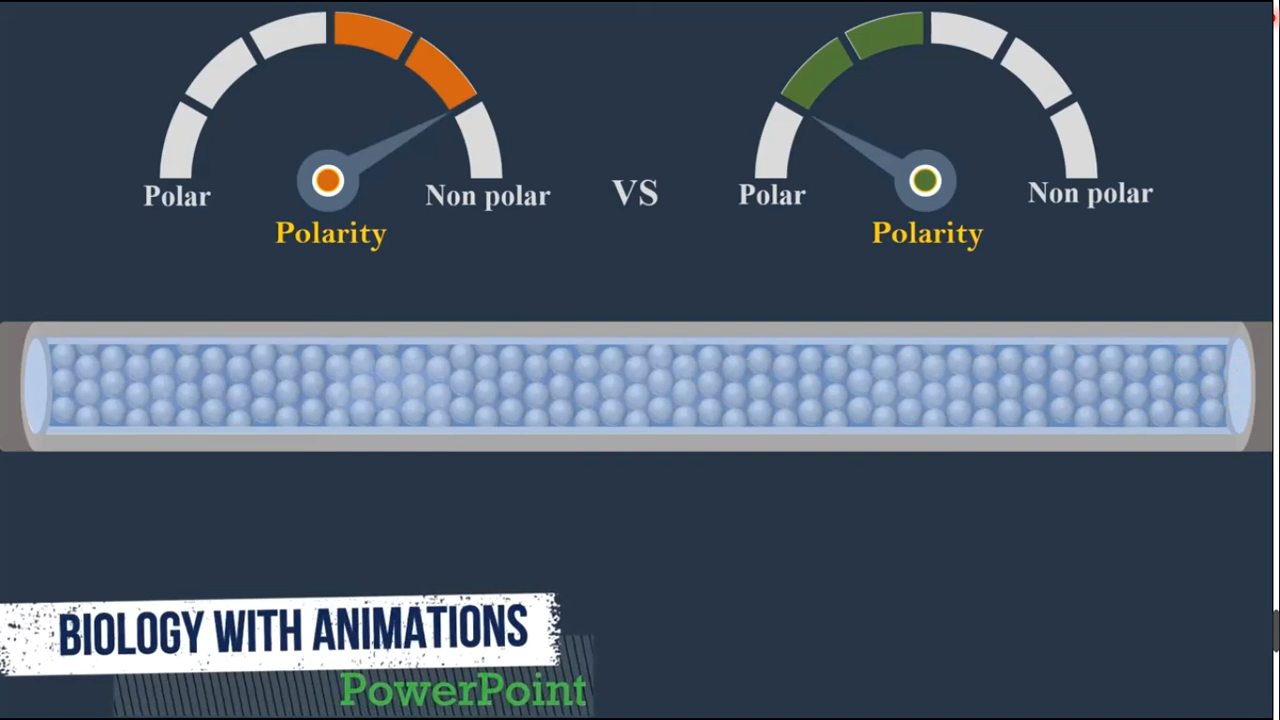 Polar
Non polar
Polarity
VS
Polar
Non polar
Polarity
BIOLOGY WITH ANIMATIONS
PowerPoint